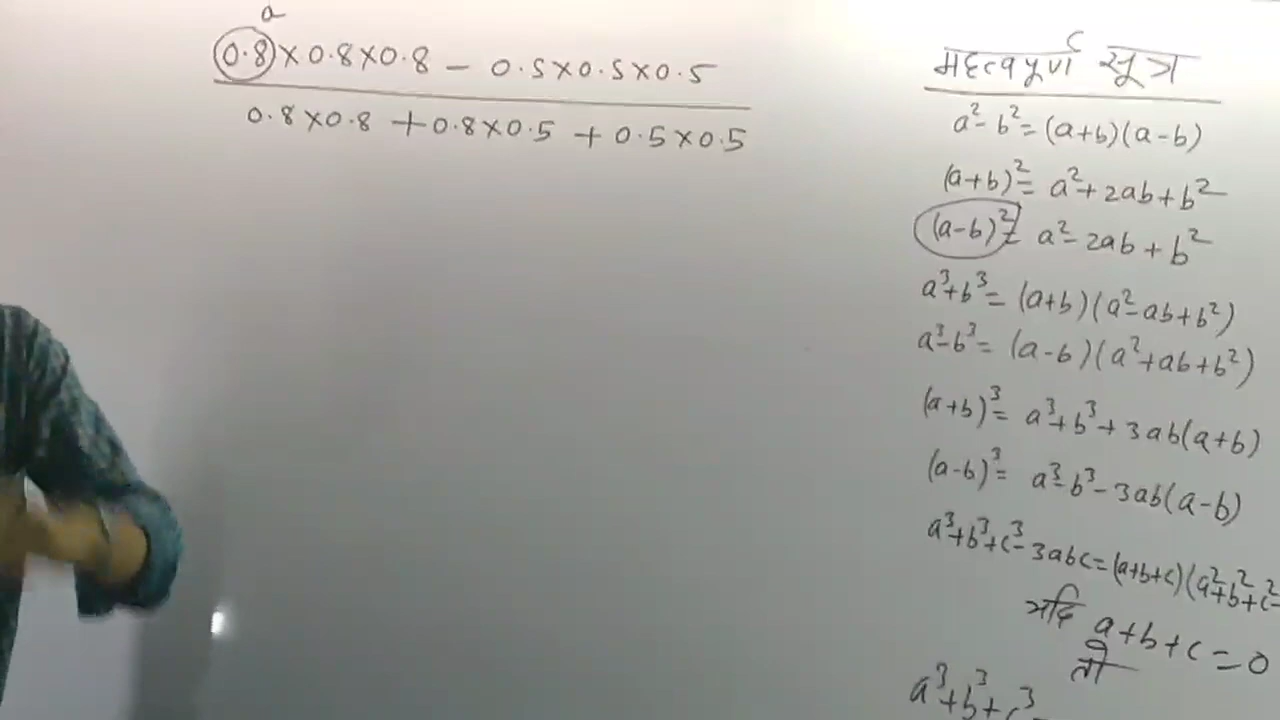 a
0.8×0.8×0.8 - 0.5×0.5×0.5
0.8×0.8 + 0.8×0.5 + 0.5×0.5
महत्वपूर्ण सूत्र
a²-b²=(a+b)(a-b)
(a+b)²= a²+2ab+b²
(a-b)²= a²-2ab+b²
a³+b³= (a+b)(a²-ab+b²)
a³-b³= (a-b)(a²+ab+b²)
(a+b)³= a³+b³+3ab(a+b)
(a-b)³= a³-b³-3ab(a-b)
a³+b³+c³-3abc=(a+b+c)(a²+b²+c²-
यदि a+b+c=0
तो
a³+b³+c³=